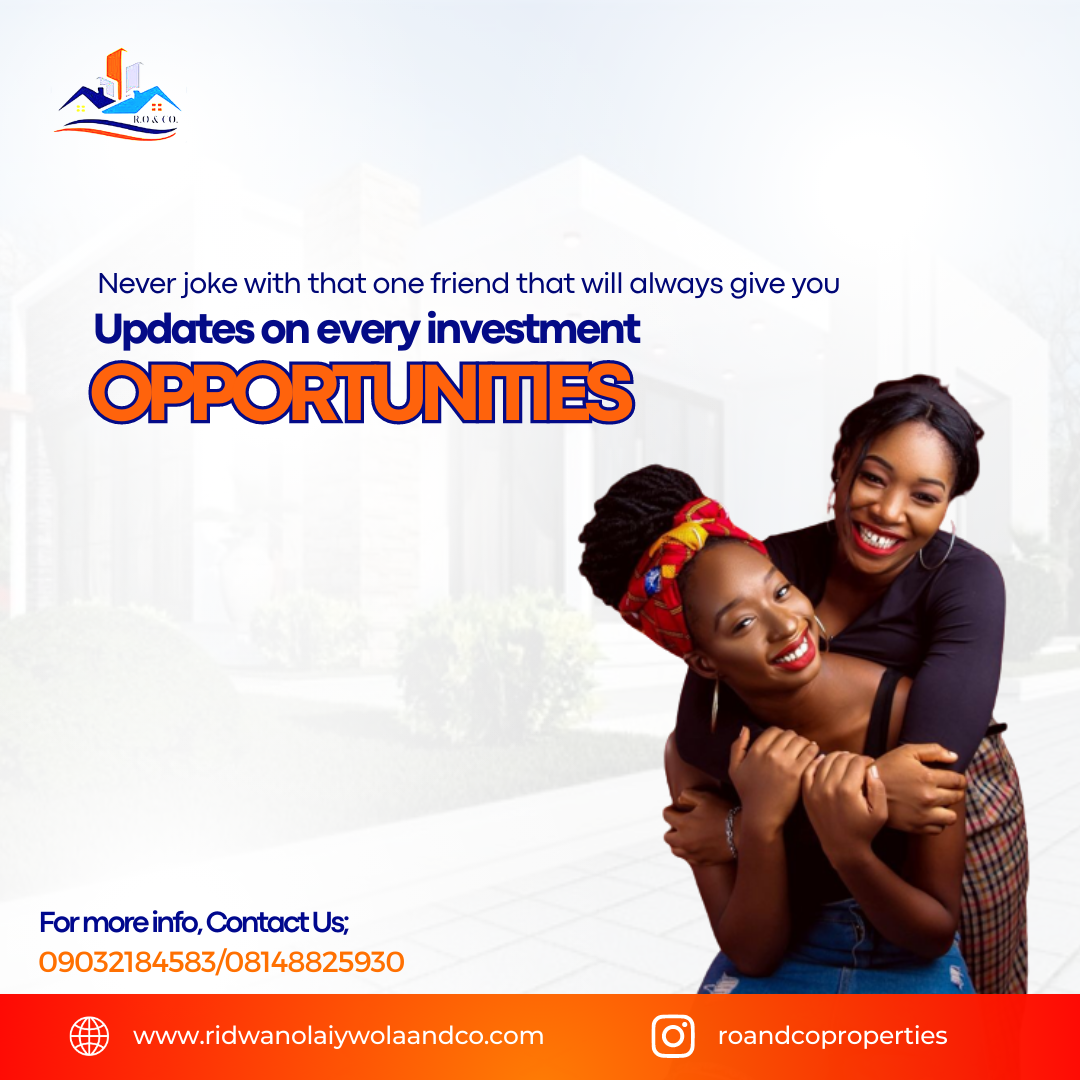 R.O & CO.
Never joke with that one friend that will always give you
Updates on every investment
OPPORTUNITIES
For more info, Contact Us;
09032184583/08148825930
www.ridwanolaiywolaandco.com
roandcoproperties